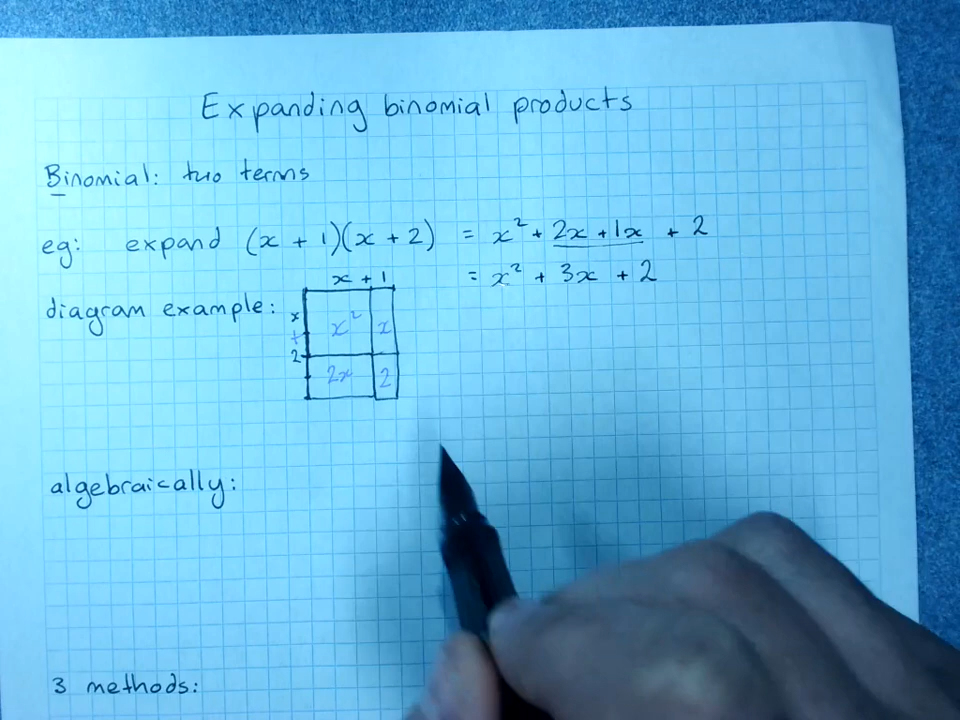 Expanding binomial products
Binomial: two terms
eg: expand (x + 1)(x + 2) = x² + 2x + 1x + 2
= x² + 3x + 2
diagram example:
x + 1
x
+
2
x² x
2x 2
algebraically:
3 methods: